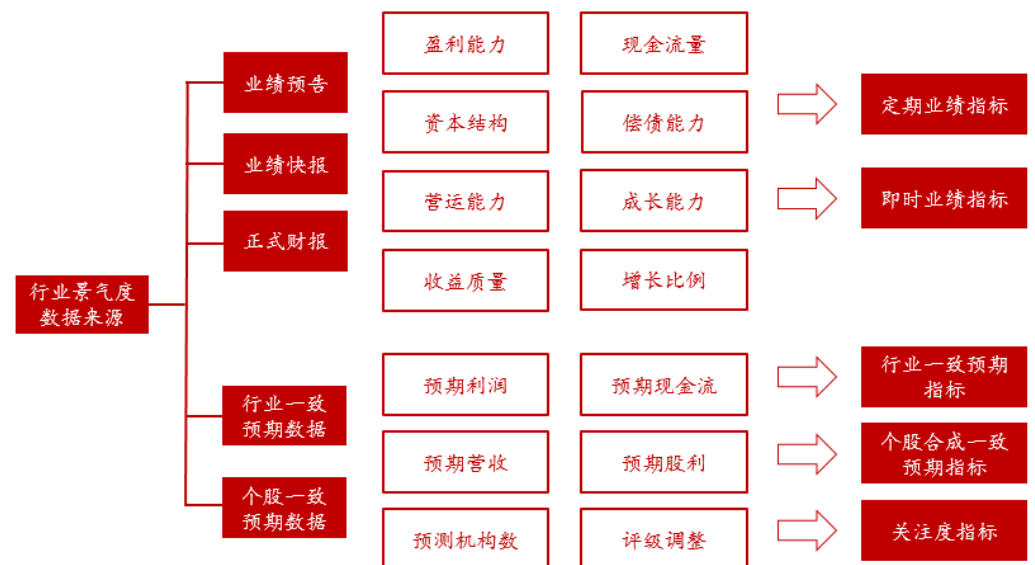 行业景气度
数据来源
业绩预告
业绩快报
正式财报
行业一致
预期数据
个股一致
预期数据
盈利能力
现金流量
资本结构
偿债能力
营运能力
成长能力
收益质量
增长比例
预期利润
预期现金流
预期营收
预期股利
预测机构数
评级调整
定期业绩指标
即时业绩指标
行业一致预期
指标
个股合成一致
预期指标
关注度指标